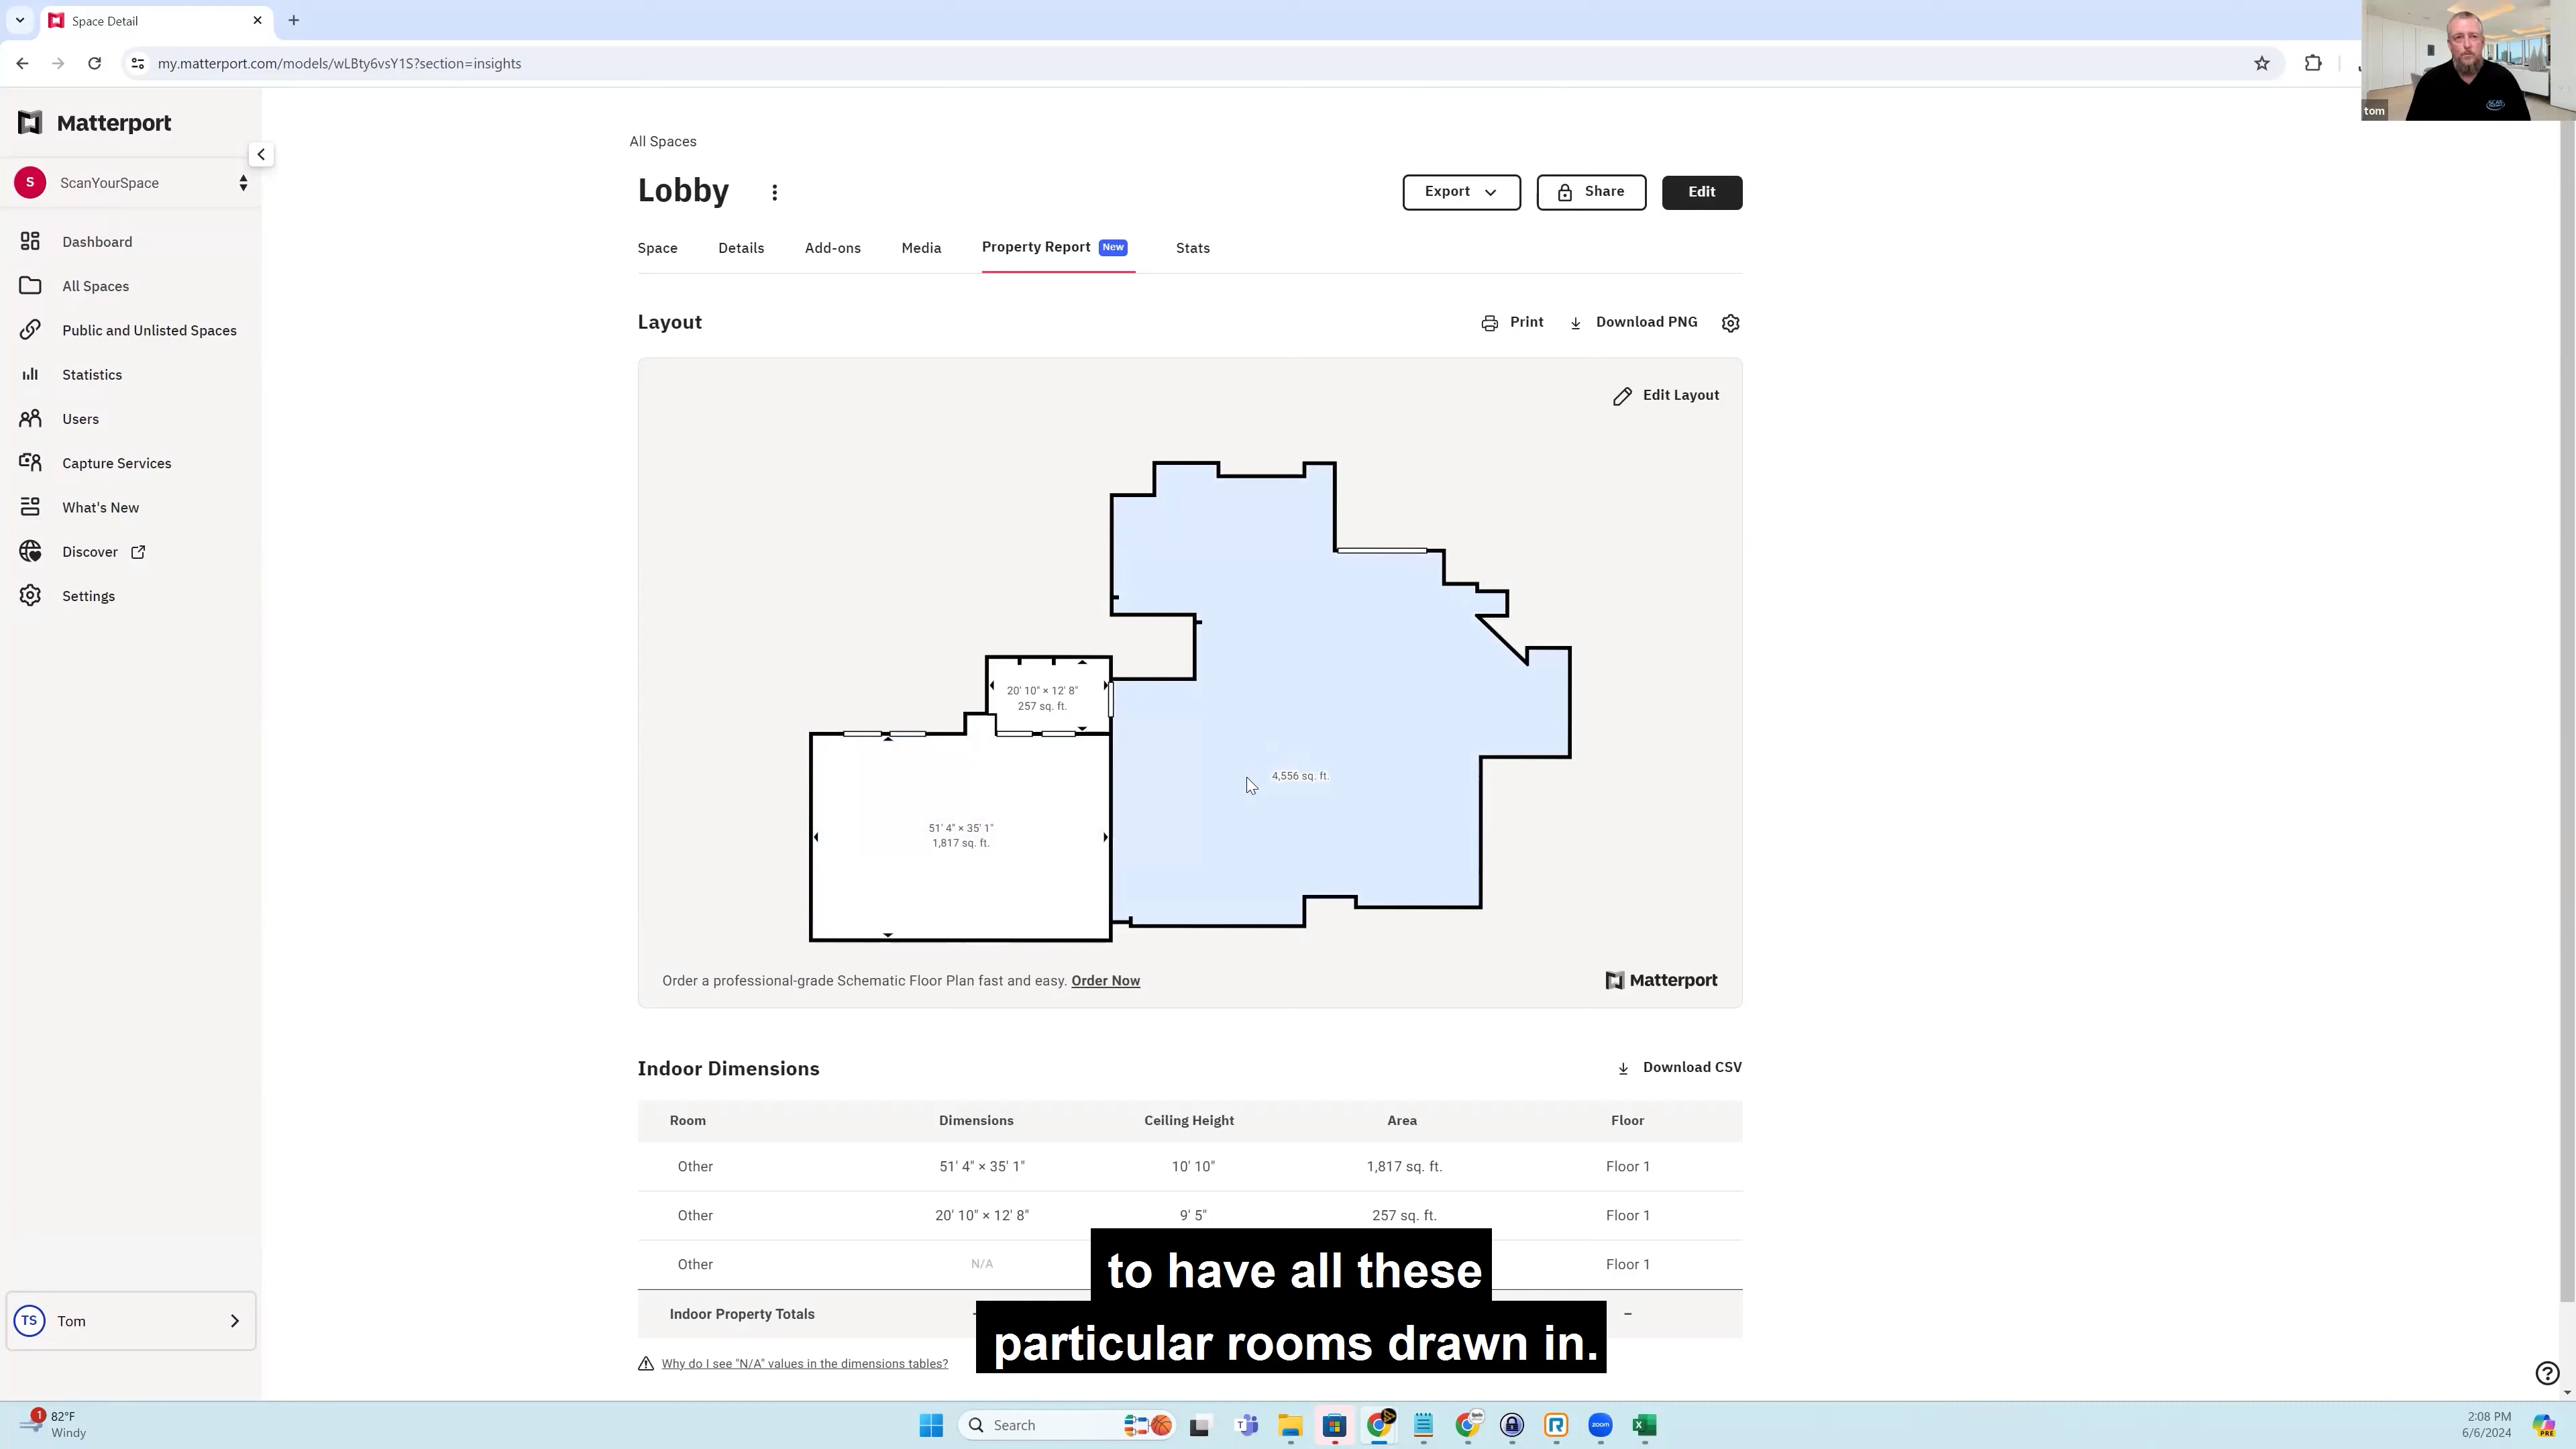 Space Detail
my.matterport.com/models/wLBty6vsY1S?section=insights
tom
Matterport
S ScanYourSpace
Dashboard
All Spaces
Public and Unlisted Spaces
Statistics
Users
Capture Services
What's New
Discover
Settings
TS Tom
All Spaces
Lobby
Export
Share
Edit
Space Details Add-ons Media Property Report New Stats
Layout
Print Download PNG
Edit Layout
20' 10" × 12' 8"
257 sq. ft.
4,556 sq. ft.
51' 4" × 35' 1"
1,817 sq. ft.
Order a professional-grade Schematic Floor Plan fast and easy. Order Now
Matterport
Indoor Dimensions
Download CSV
Room Dimensions Ceiling Height Area Floor
Other 51' 4" × 35' 1" 10' 10" 1,817 sq. ft. Floor 1
Other 20' 10" × 12' 8" 9' 5" 257 sq. ft. Floor 1
Other N/A Floor 1
Indoor Property Totals –
to have all these
particular rooms drawn in.
Why do I see "N/A" values in the dimensions tables?
1
82°F
Windy
Search
zoom
PRE
2:08 PM
6/6/2024